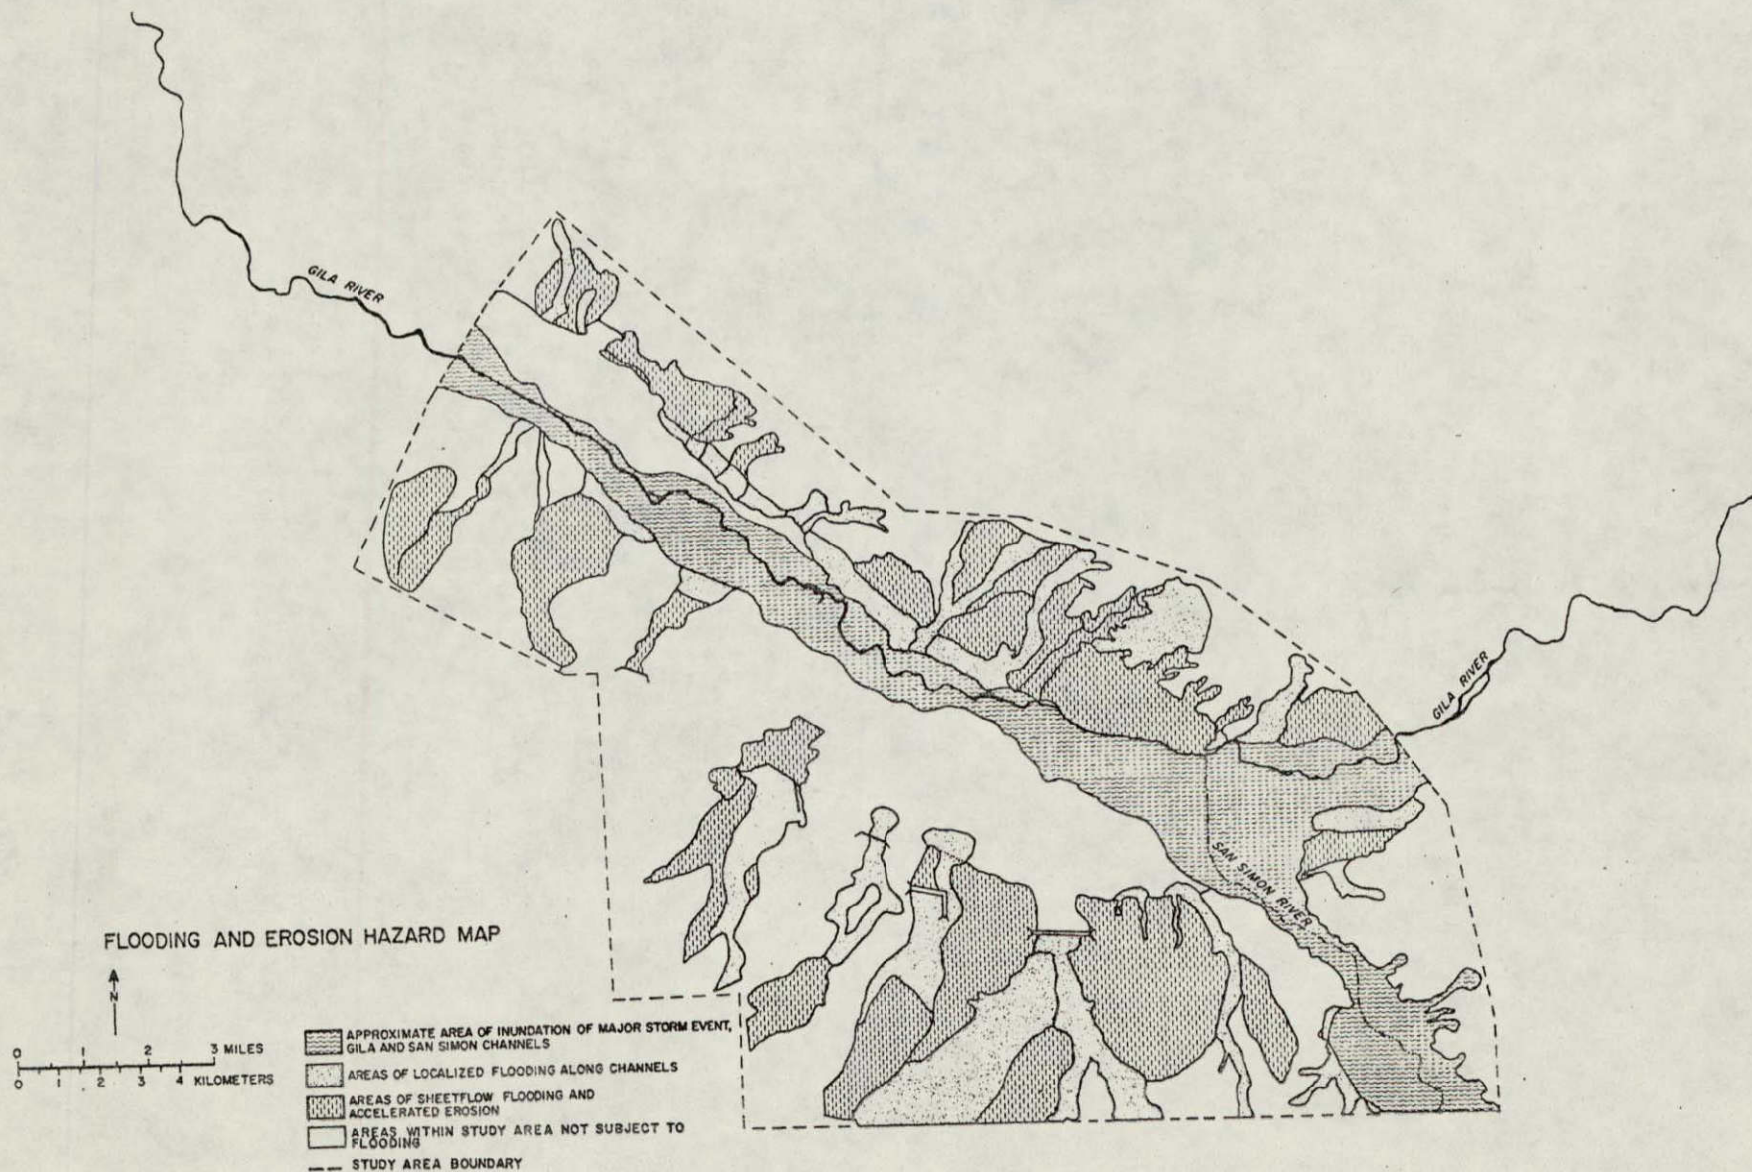 GILA RIVER
GILA RIVER
SAN SIMON RIVER
FLOODING AND EROSION HAZARD MAP
N
0 1 2 3 MILES
0 1 2 3 4 KILOMETERS
APPROXIMATE AREA OF INUNDATION OF MAJOR STORM EVENT,
GILA AND SAN SIMON CHANNELS
AREAS OF LOCALIZED FLOODING ALONG CHANNELS
AREAS OF SHEETFLOW FLOODING AND
ACCELERATED EROSION
AREAS WITHIN STUDY AREA NOT SUBJECT TO
FLOODING
STUDY AREA BOUNDARY